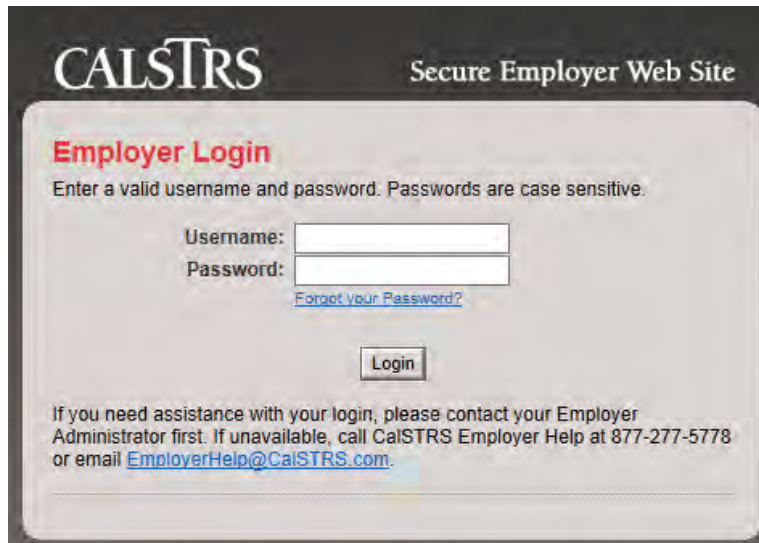 CALSTRS
Secure Employer Web Site
Employer Login
Enter a valid username and password. Passwords are case sensitive.
Username:
Password:
Forgot your Password?
Login
If you need assistance with your login, please contact your Employer
Administrator first. If unavailable, call CalSTRS Employer Help at 877-277-5778
or email EmployerHelp@CalSTRS.com.